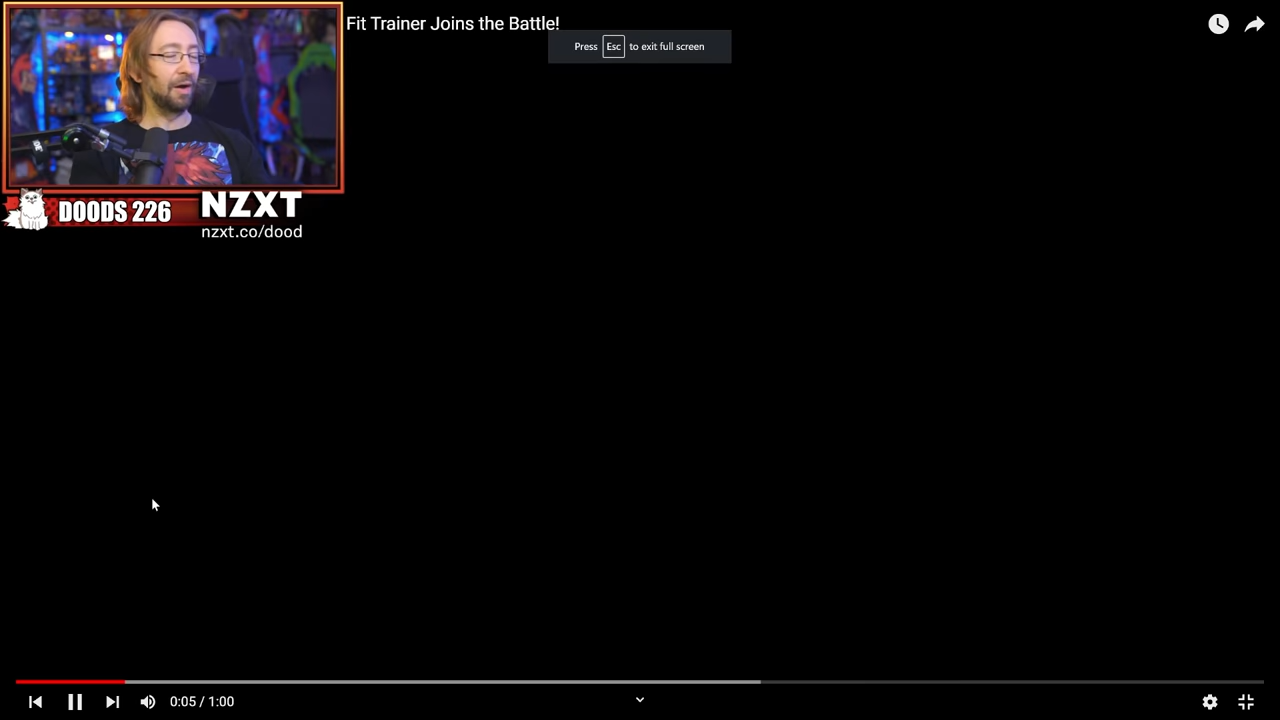 Fit Trainer Joins the Battle!
Press Esc to exit full screen
DOODS 226
NZXT
nzxt.co/dood
0:05 / 1:00